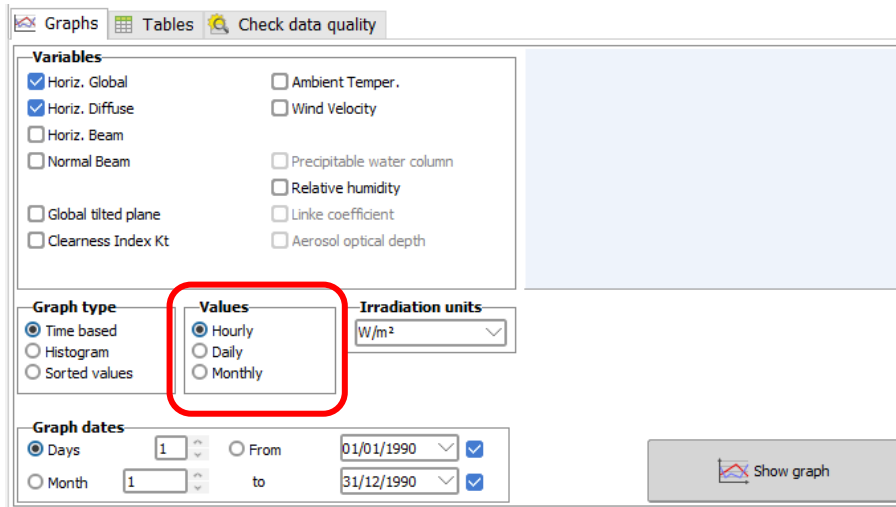 Graphs Tables Check data quality
Variables
Horiz. Global Ambient Temper.
Horiz. Diffuse Wind Velocity
Horiz. Beam
Normal Beam Precipitable water column
Relative humidity
Global tilted plane Linke coefficient
Clearness Index Kt Aerosol optical depth
Graph type Values Irradiation units
Time based Hourly W/m²
Histogram Daily
Sorted values Monthly
Graph dates
Days 1 From 01/01/1990
Month 1 to 31/12/1990
Show graph